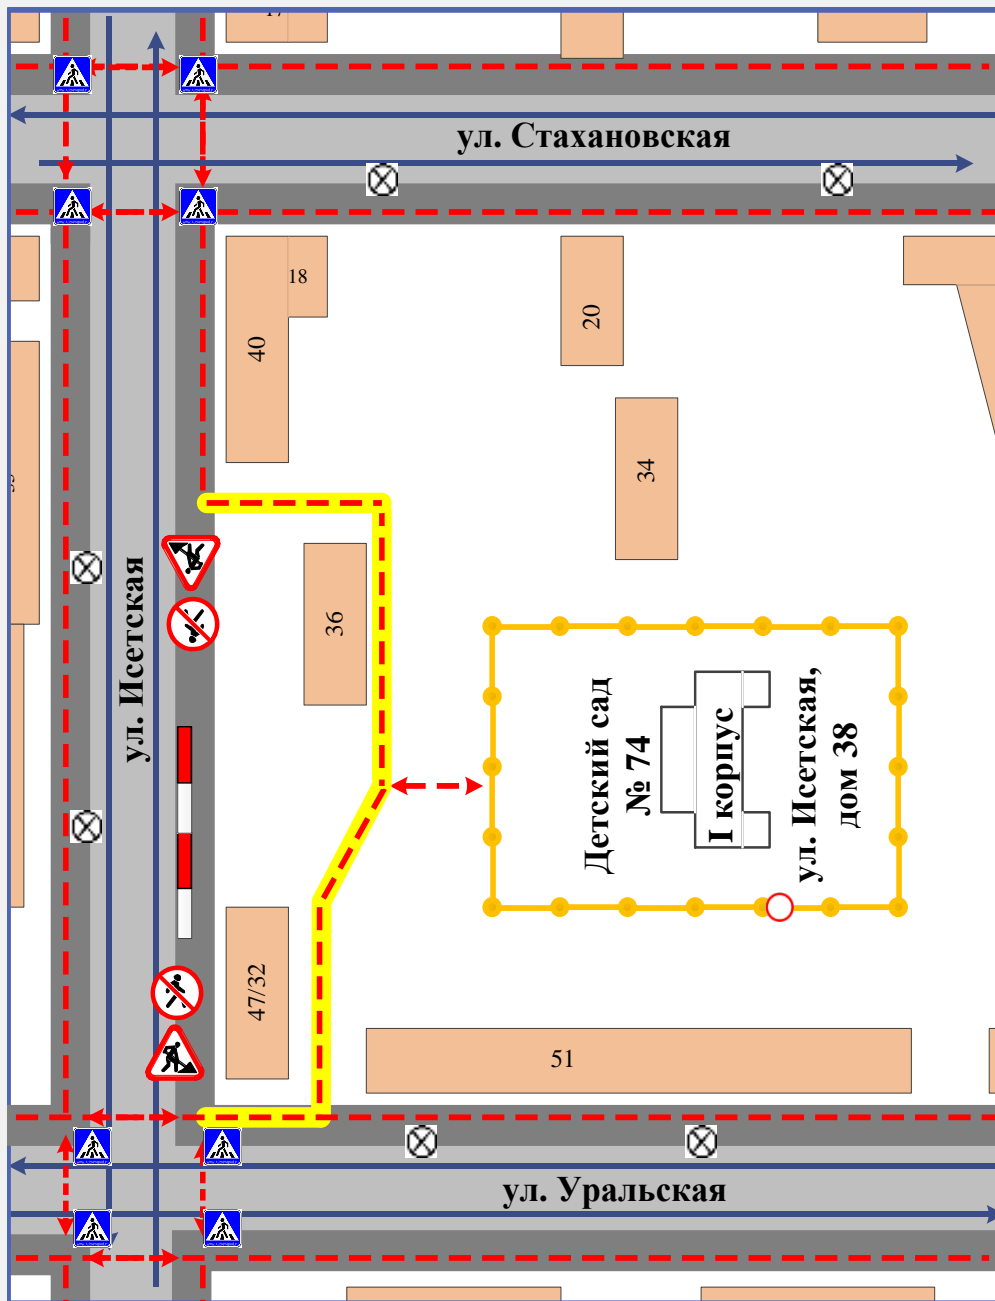 ул. Стахановская
18
40
20
34
ул. Исетская
36
Детский сад
№ 74
I корпус
ул. Исетская,
дом 38
47/32
51
ул. Уральская